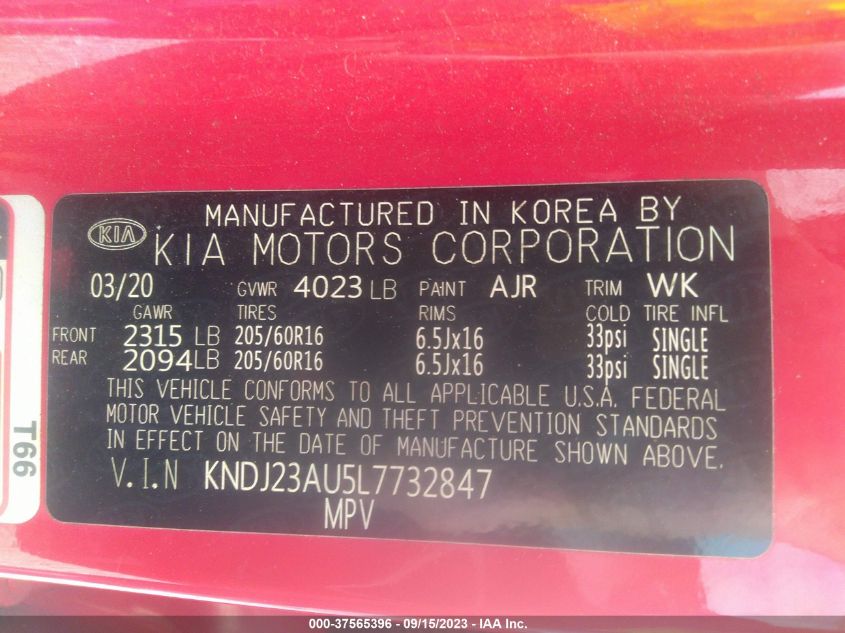 MANUFACTURED IN KOREA BY
KIA KIA MOTORS CORPORATION
03/20 GVWR 4023 LB PAINT AJR TRIM WK
GAWR TIRES RIMS COLD TIRE INFL
FRONT 2315 LB 205/60R16 6.5Jx16 33psi SINGLE
REAR 2094 LB 205/60R16 6.5Jx16 33psi SINGLE
THIS VEHICLE CONFORMS TO ALL APPLICABLE U.S.A. FEDERAL
MOTOR VEHICLE SAFETY AND THEFT PREVENTION STANDARDS
IN EFFECT ON THE DATE OF MANUFACTURE SHOWN ABOVE.
V.I.N KNDJ23AU5L7732847
MPV
T66
000-37565396 - 09/15/2023 - IAA Inc.